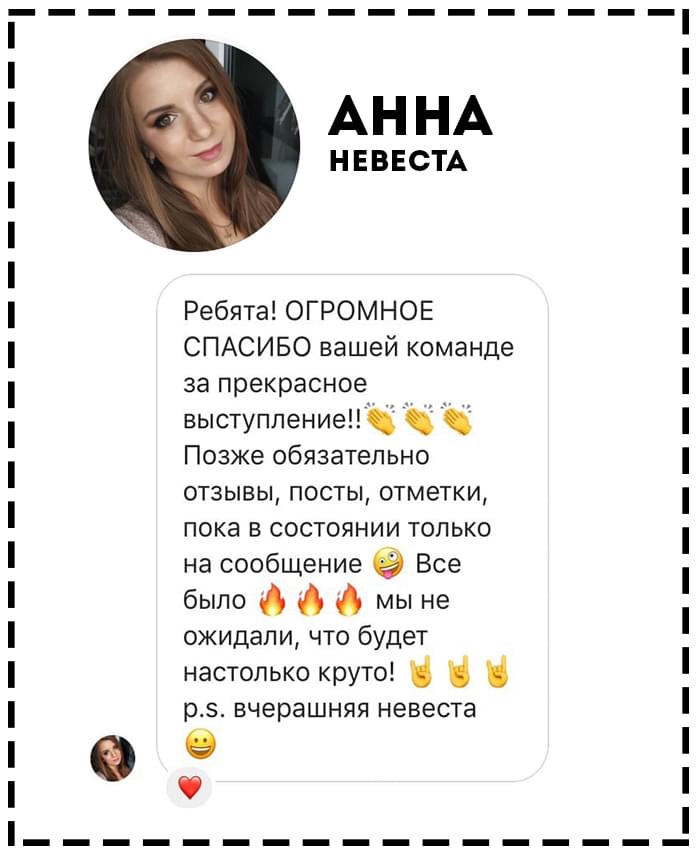 АННА
НЕВЕСТА
Ребята! ОГРОМНОЕ
СПАСИБО вашей команде
за прекрасное
выступление!!👏👏👏
Позже обязательно
отзывы, посты, отметки,
пока в состоянии только
на сообщение 🤪 Все
было 🔥🔥🔥 мы не
ожидали, что будет
настолько круто! 🤘🤘🤘
p.s. вчерашняя невеста
😀
❤️